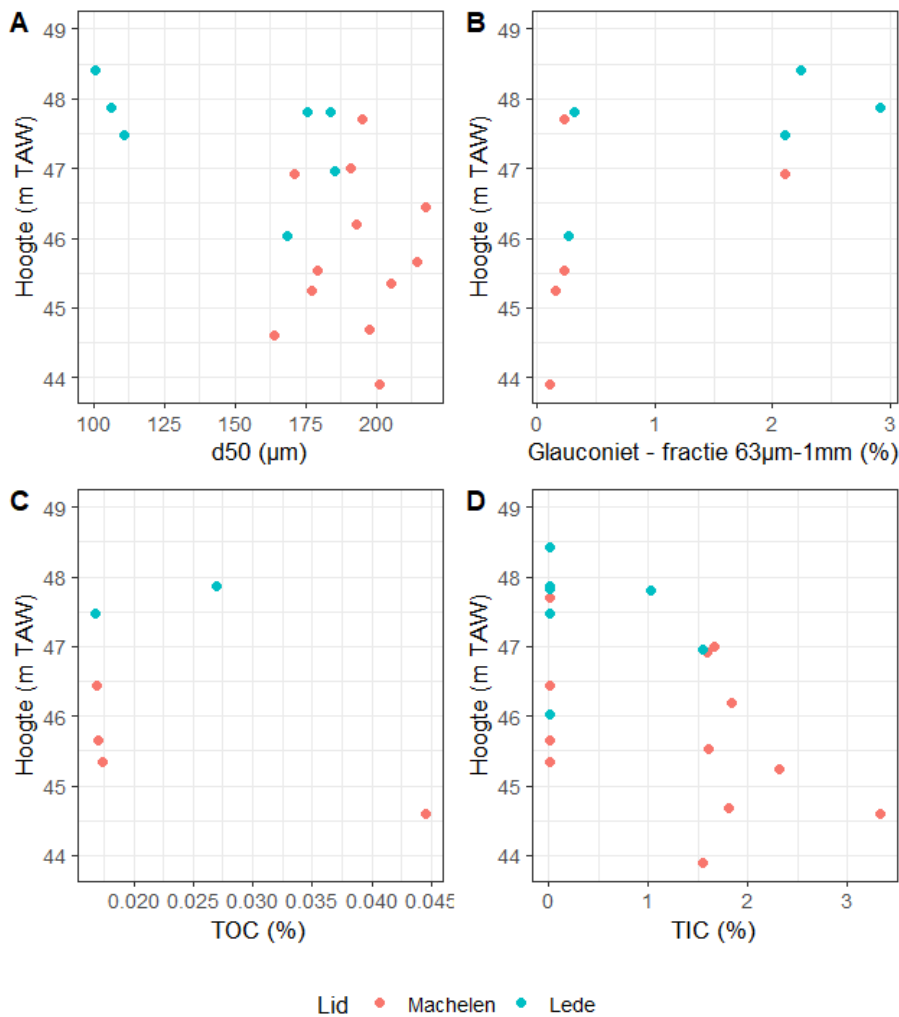 A
49
48
47
46
45
44
Hoogte (m TAW)
100 125 150 175 200
d50 (µm)
B
49
48
47
46
45
44
Hoogte (m TAW)
0 1 2 3
Glauconiet - fractie 63µm-1mm (%)
C
49
48
47
46
45
44
Hoogte (m TAW)
0.020 0.025 0.030 0.035 0.040 0.045
TOC (%)
D
49
48
47
46
45
44
Hoogte (m TAW)
0 1 2 3
TIC (%)
Lid Machelen Lede